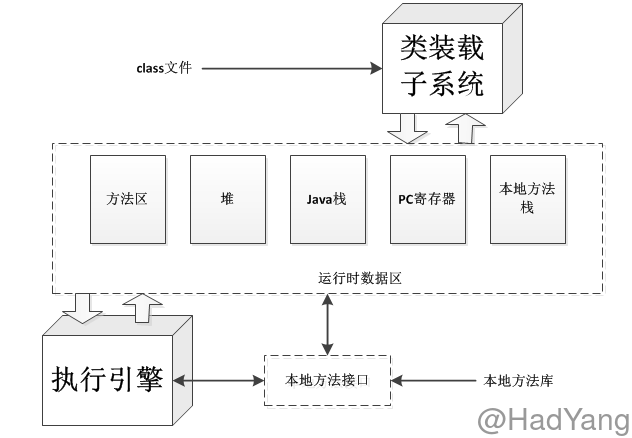 类装载
子系统
class文件
方法区
堆
Java栈
PC寄存器
本地方法
栈
运行时数据区
执行引擎
本地方法接口
本地方法库
@HadYang